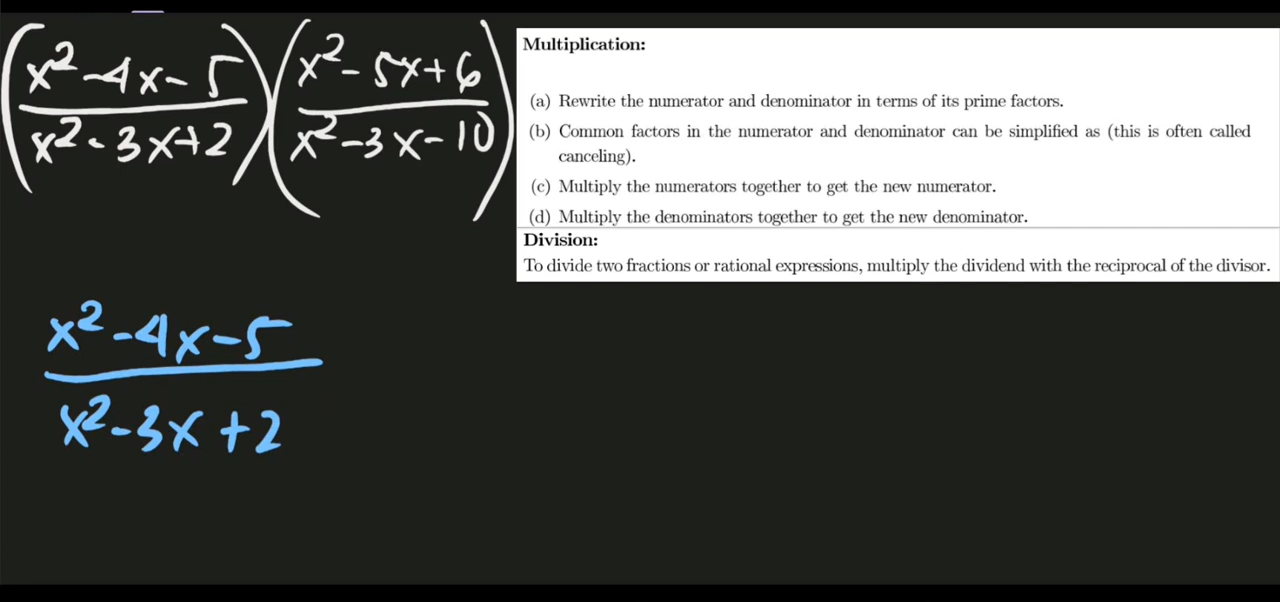 (x²-4x-5 / x²-3x+2)(x²-5x+6 / x²-3x-10)
Multiplication:
(a) Rewrite the numerator and denominator in terms of its prime factors.
(b) Common factors in the numerator and denominator can be simplified as (this is often called
canceling).
(c) Multiply the numerators together to get the new numerator.
(d) Multiply the denominators together to get the new denominator.
Division:
To divide two fractions or rational expressions, multiply the dividend with the reciprocal of the divisor.
x²-4x-5
x²-3x+2